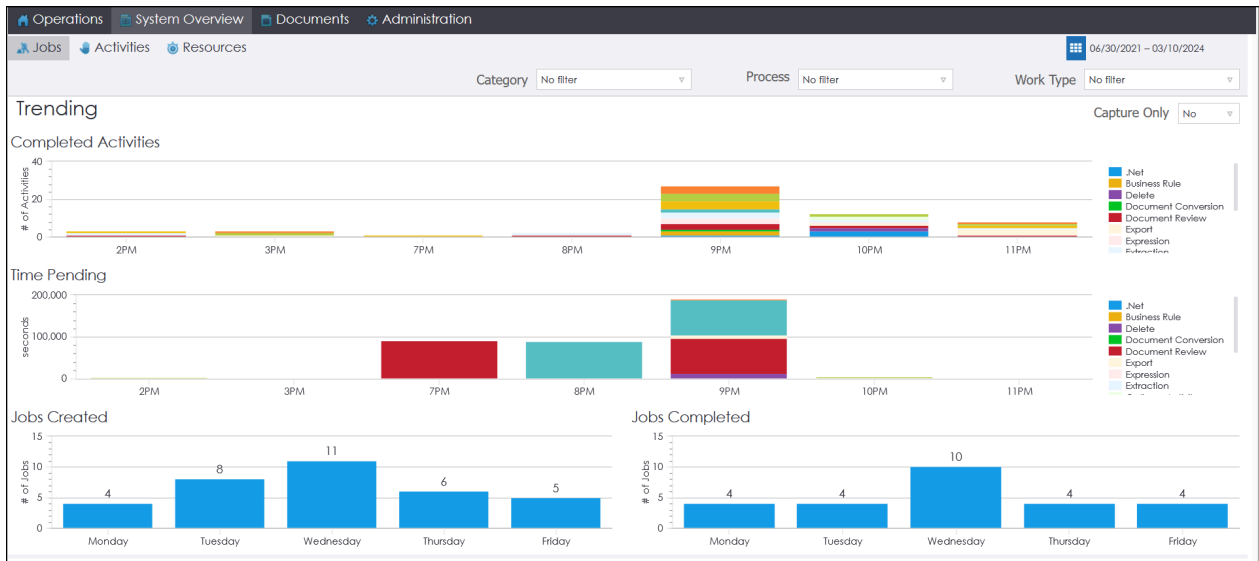 Operations System Overview Documents Administration
Jobs Activities Resources 06/30/2021 – 03/10/2024
Category No filter Process No filter Work Type No filter
Trending
Capture Only No
Completed Activities
# of Activities
40
20
0
2PM 3PM 7PM 8PM 9PM 10PM 11PM
.Net
Business Rule
Delete
Document Conversion
Document Review
Export
Expression
Extraction
Time Pending
seconds
200,000
100,000
0
2PM 3PM 7PM 8PM 9PM 10PM 11PM
.Net
Business Rule
Delete
Document Conversion
Document Review
Export
Expression
Extraction
Jobs Created
# of Jobs
15
10
5
0
4 8 11 6 5
Monday Tuesday Wednesday Thursday Friday
Jobs Completed
# of Jobs
15
10
5
0
4 4 10 4 4
Monday Tuesday Wednesday Thursday Friday